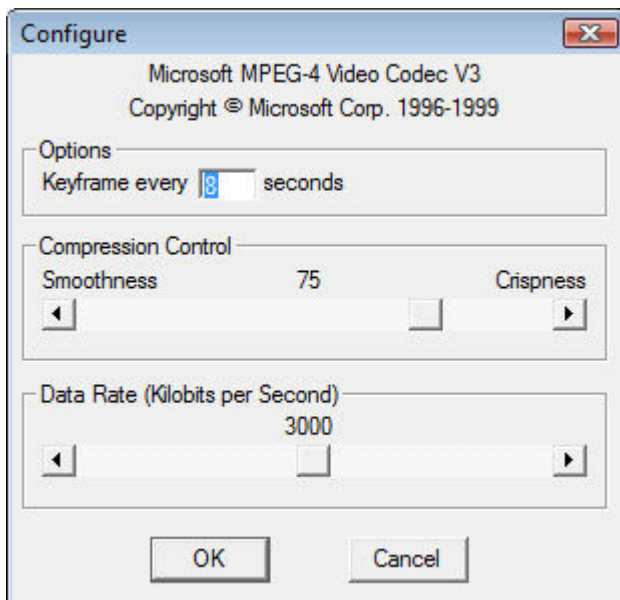 Configure
Microsoft MPEG-4 Video Codec V3
Copyright © Microsoft Corp. 1996-1999
Options
Keyframe every 8 seconds
Compression Control
Smoothness 75 Crispness
Data Rate (Kilobits per Second)
3000
OK Cancel